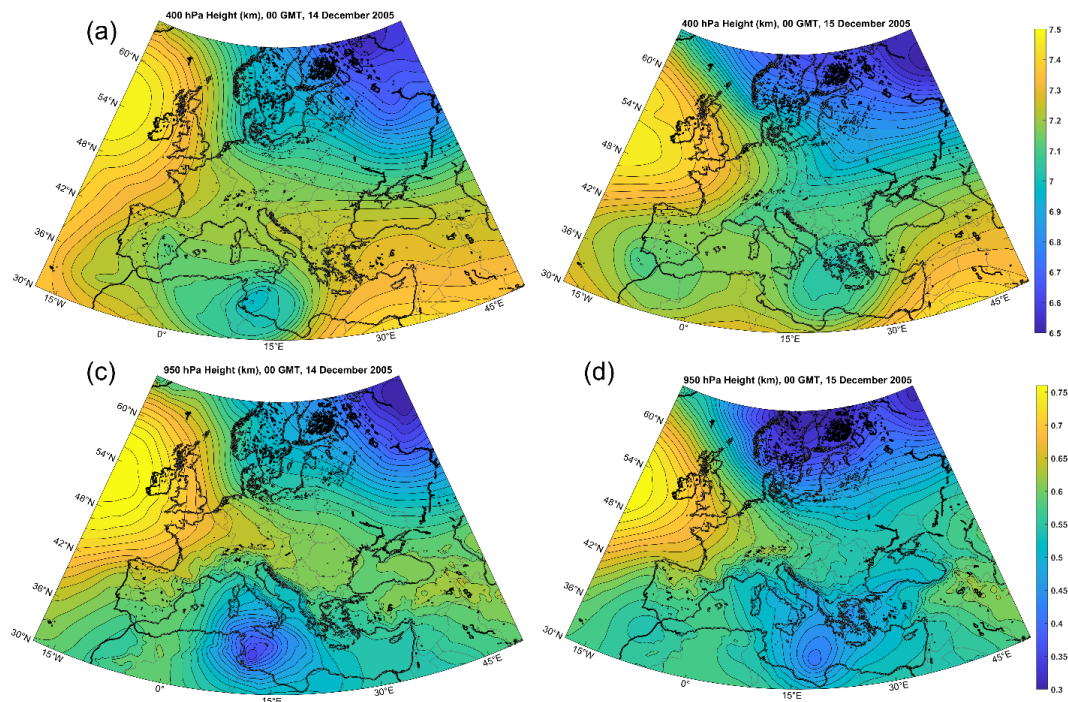 400 hPa Height (km), 00 GMT, 14 December 2005
(a)
60°N
54°N
48°N
42°N
36°N
30°N
15°W
0°
15°E
30°E
45°E
400 hPa Height (km), 00 GMT, 15 December 2005
60°N
54°N
48°N
42°N
36°N
30°N
15°W
0°
15°E
30°E
45°E
7.5
7.4
7.3
7.2
7.1
7
6.9
6.8
6.7
6.6
6.5
950 hPa Height (km), 00 GMT, 14 December 2005
(c)
60°N
54°N
48°N
42°N
36°N
30°N
15°W
0°
15°E
30°E
45°E
950 hPa Height (km), 00 GMT, 15 December 2005
(d)
60°N
54°N
48°N
42°N
36°N
30°N
15°W
0°
15°E
30°E
45°E
0.75
0.7
0.65
0.6
0.55
0.5
0.45
0.4
0.35
0.3